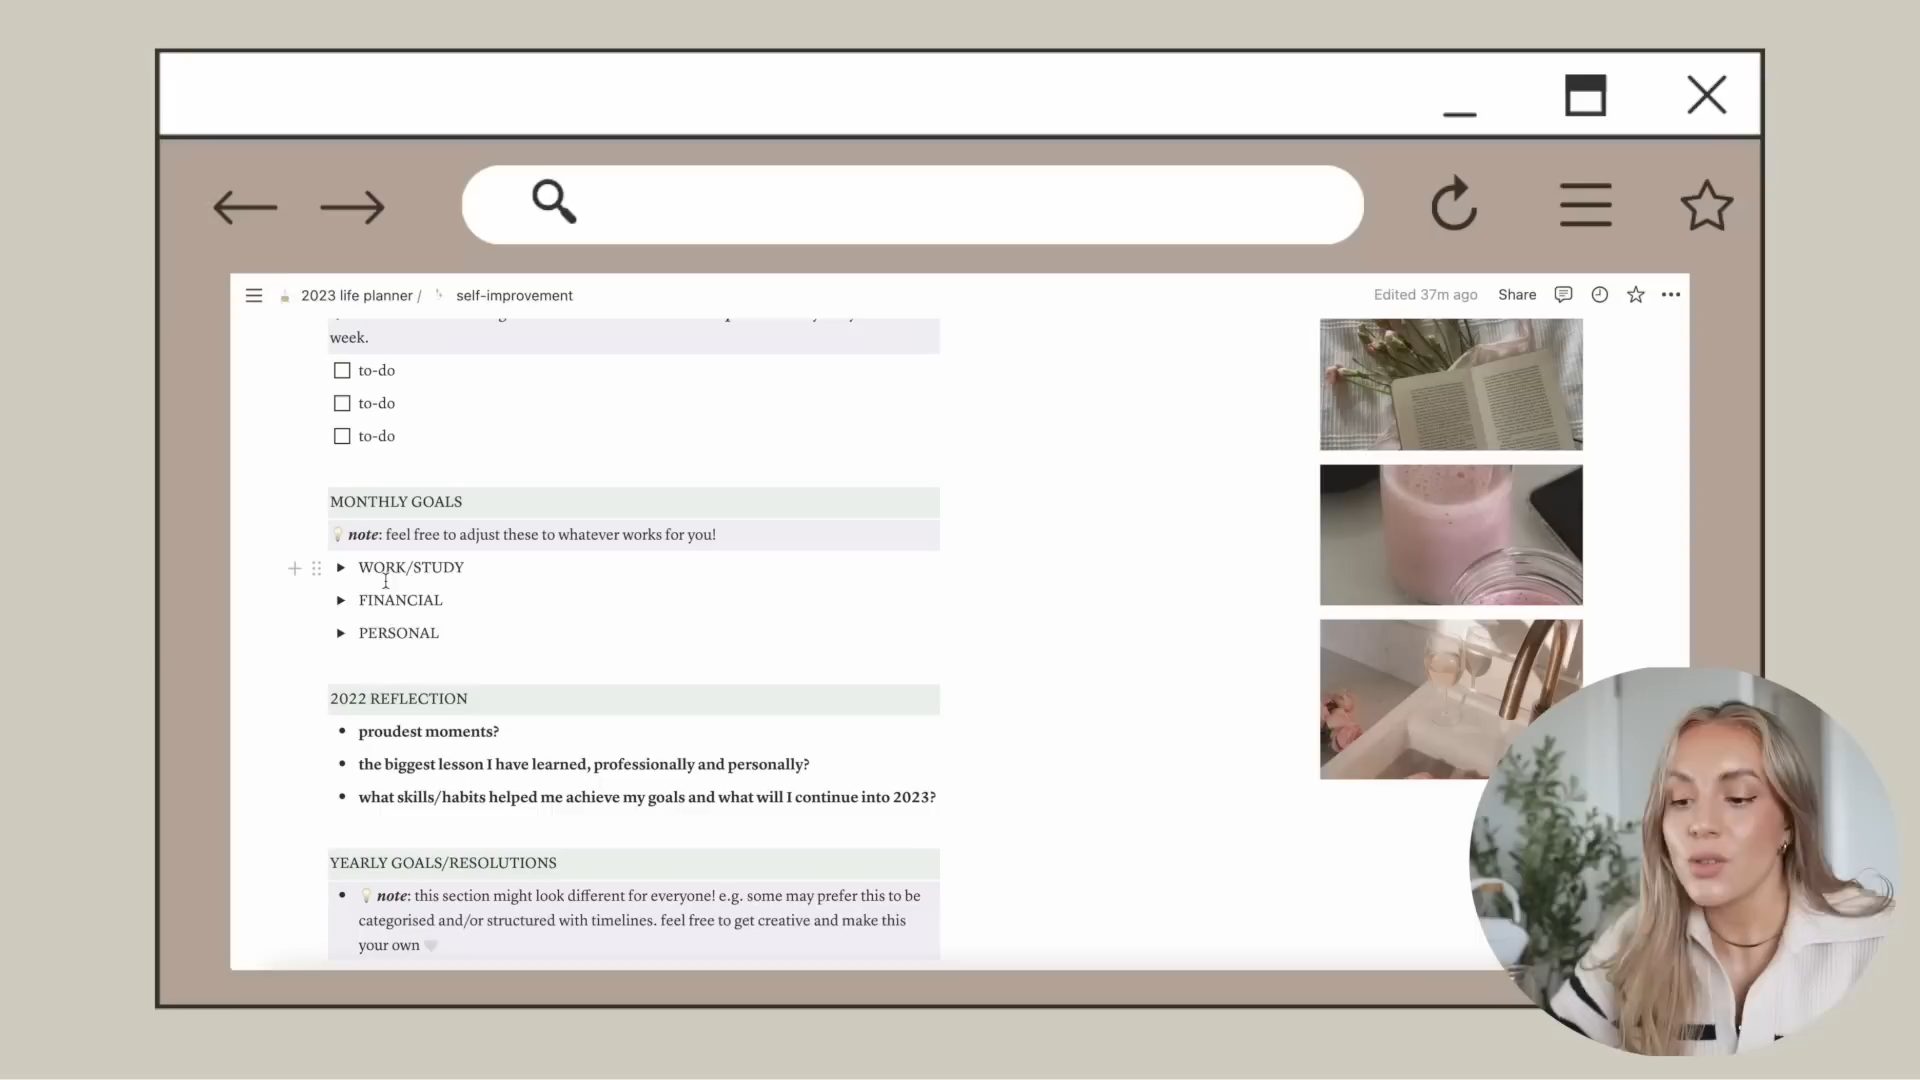 2023 life planner / self-improvement
Edited 37m ago Share
week.
to-do
to-do
to-do
MONTHLY GOALS
note: feel free to adjust these to whatever works for you!
WORK/STUDY
FINANCIAL
PERSONAL
2022 REFLECTION
• proudest moments?
• the biggest lesson I have learned, professionally and personally?
• what skills/habits helped me achieve my goals and what will I continue into 2023?
YEARLY GOALS/RESOLUTIONS
• note: this section might look different for everyone! e.g. some may prefer this to be
categorised and/or structured with timelines. feel free to get creative and make this
your own